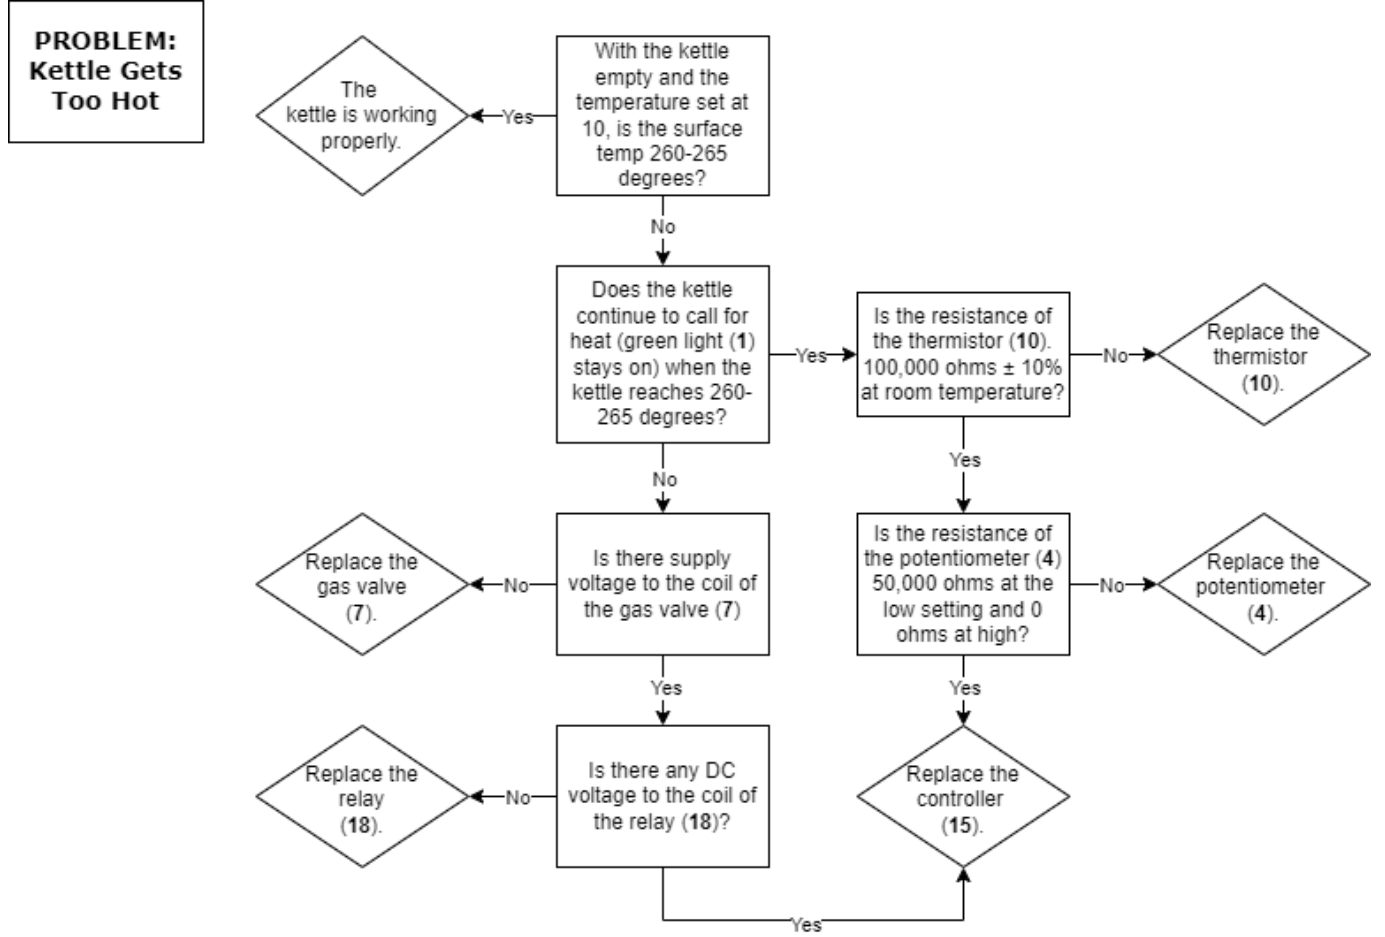 PROBLEM:
Kettle Gets
Too Hot
The
kettle is working
properly.
Yes
With the kettle
empty and the
temperature set at
10, is the surface
temp 260-265
degrees?
No
Does the kettle
continue to call for
heat (green light (1)
stays on) when the
kettle reaches 260-
265 degrees?
Yes
Is the resistance of
the thermistor (10).
100,000 ohms ± 10%
at room temperature?
No
Replace the
thermistor
(10).
No
Yes
Replace the
gas valve
(7).
No
Is there supply
voltage to the coil of
the gas valve (7)
Is the resistance of
the potentiometer (4)
50,000 ohms at the
low setting and 0
ohms at high?
No
Replace the
potentiometer
(4).
Yes
Yes
Replace the
relay
(18).
No
Is there any DC
voltage to the coil of
the relay (18)?
Replace the
controller
(15).
Yes